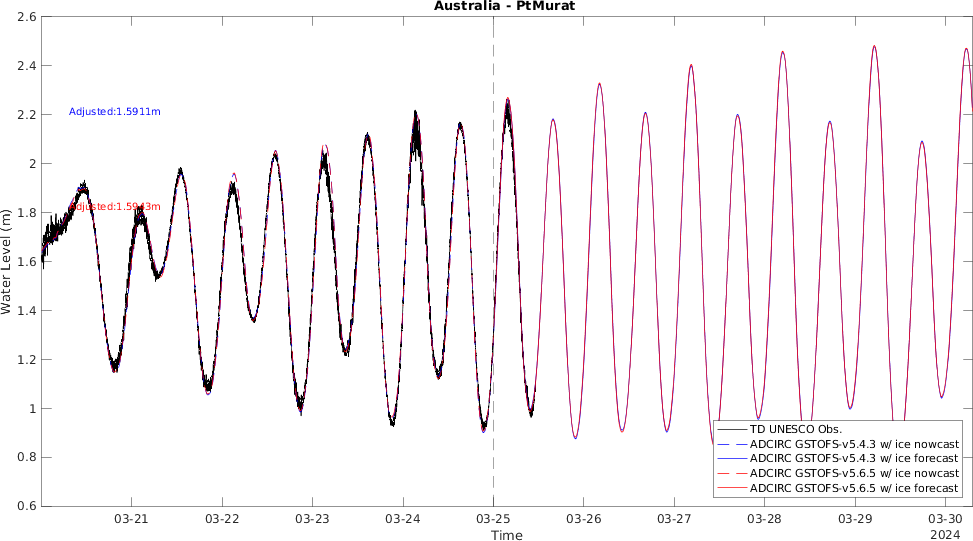 Australia - PtMurat
2.6
2.4
2.2
2
1.8
1.6
1.4
1.2
1
0.8
0.6
Water Level (m)
Adjusted:1.5911m
03-21
03-22
03-23
03-24
03-25
03-26
03-27
03-28
03-29
03-30
2024
Time
TD UNESCO Obs.
ADCIRC GSTOFS-v5.4.3 w/ ice nowcast
ADCIRC GSTOFS-v5.4.3 w/ ice forecast
ADCIRC GSTOFS-v5.6.5 w/ ice nowcast
ADCIRC GSTOFS-v5.6.5 w/ ice forecast